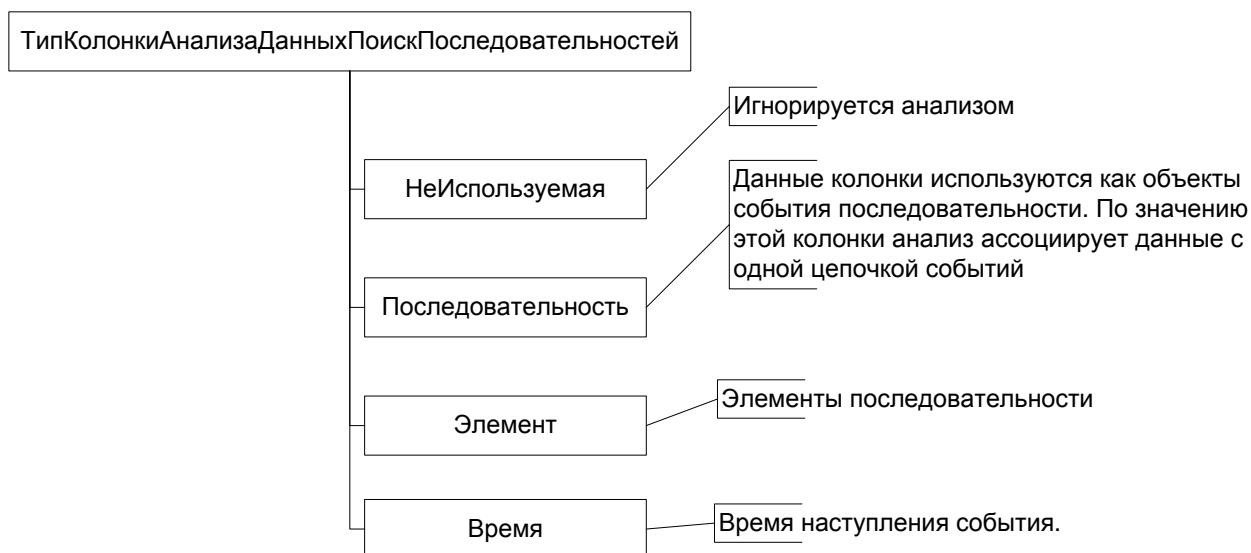 ТипКолонкиАнализаДанныхПоискПоследовательностей
Игнорируется анализом
НеИспользуемая
Данные колонки используются как объекты
события последовательности. По значению
этой колонки анализ ассоциирует данные с
одной цепочкой событий
Последовательность
Элементы последовательности
Элемент
Время наступления события.
Время